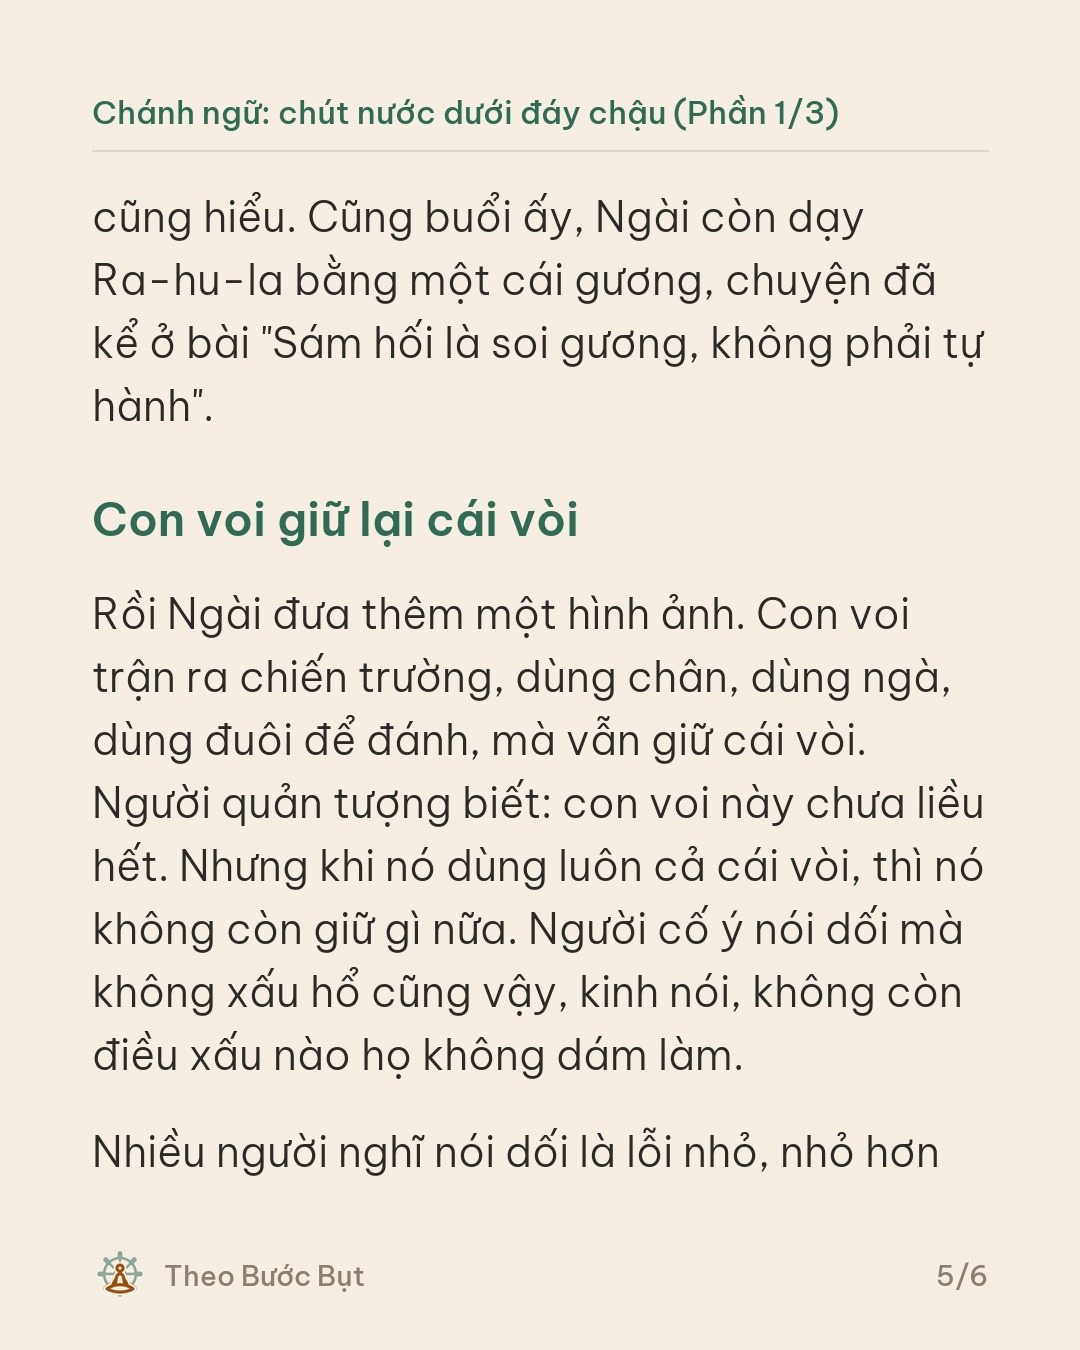 Chánh ngữ: chút nước dưới đáy chậu (Phần 1/3)
cũng hiểu. Cũng buổi ấy, Ngài còn dạy
Ra-hu-la bằng một cái gương, chuyện đã
kể ở bài "Sám hối là soi gương, không phải tự
hành".
Con voi giữ lại cái vòi
Rồi Ngài đưa thêm một hình ảnh. Con voi
trận ra chiến trường, dùng chân, dùng ngà,
dùng đuôi để đánh, mà vẫn giữ cái vòi.
Người quản tượng biết: con voi này chưa liều
hết. Nhưng khi nó dùng luôn cả cái vòi, thì nó
không còn giữ gì nữa. Người cố ý nói dối mà
không xấu hổ cũng vậy, kinh nói, không còn
điều xấu nào họ không dám làm.
Nhiều người nghĩ nói dối là lỗi nhỏ, nhỏ hơn
Theo Bước Bụt
5/6